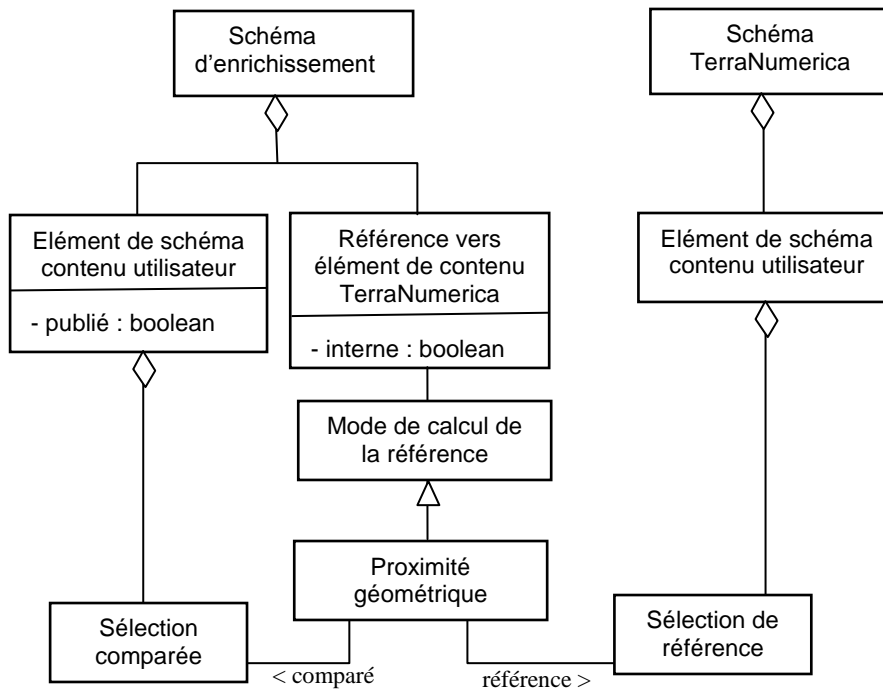 Schéma
d'enrichissement
Schéma
TerraNumerica
Elément de schéma
contenu utilisateur
- publié : boolean
Référence vers
élément de contenu
TerraNumerica
- interne : boolean
Elément de schéma
contenu utilisateur
Mode de calcul de
la référence
Proximité
géométrique
Sélection
comparée
Sélection de
référence
< comparé
référence >